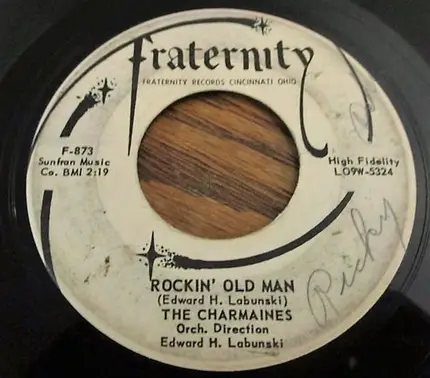 Fraternity
FRATERNITY RECORDS CINCINNATI OHIO
F-873
Sunfran Music
Co. BMI 2:19
High Fidelity
LO9W-5324
ROCKIN' OLD MAN
(Edward H. Labunski)
THE CHARMAINES
Orch. Direction
Edward H. Labunski
Ricky